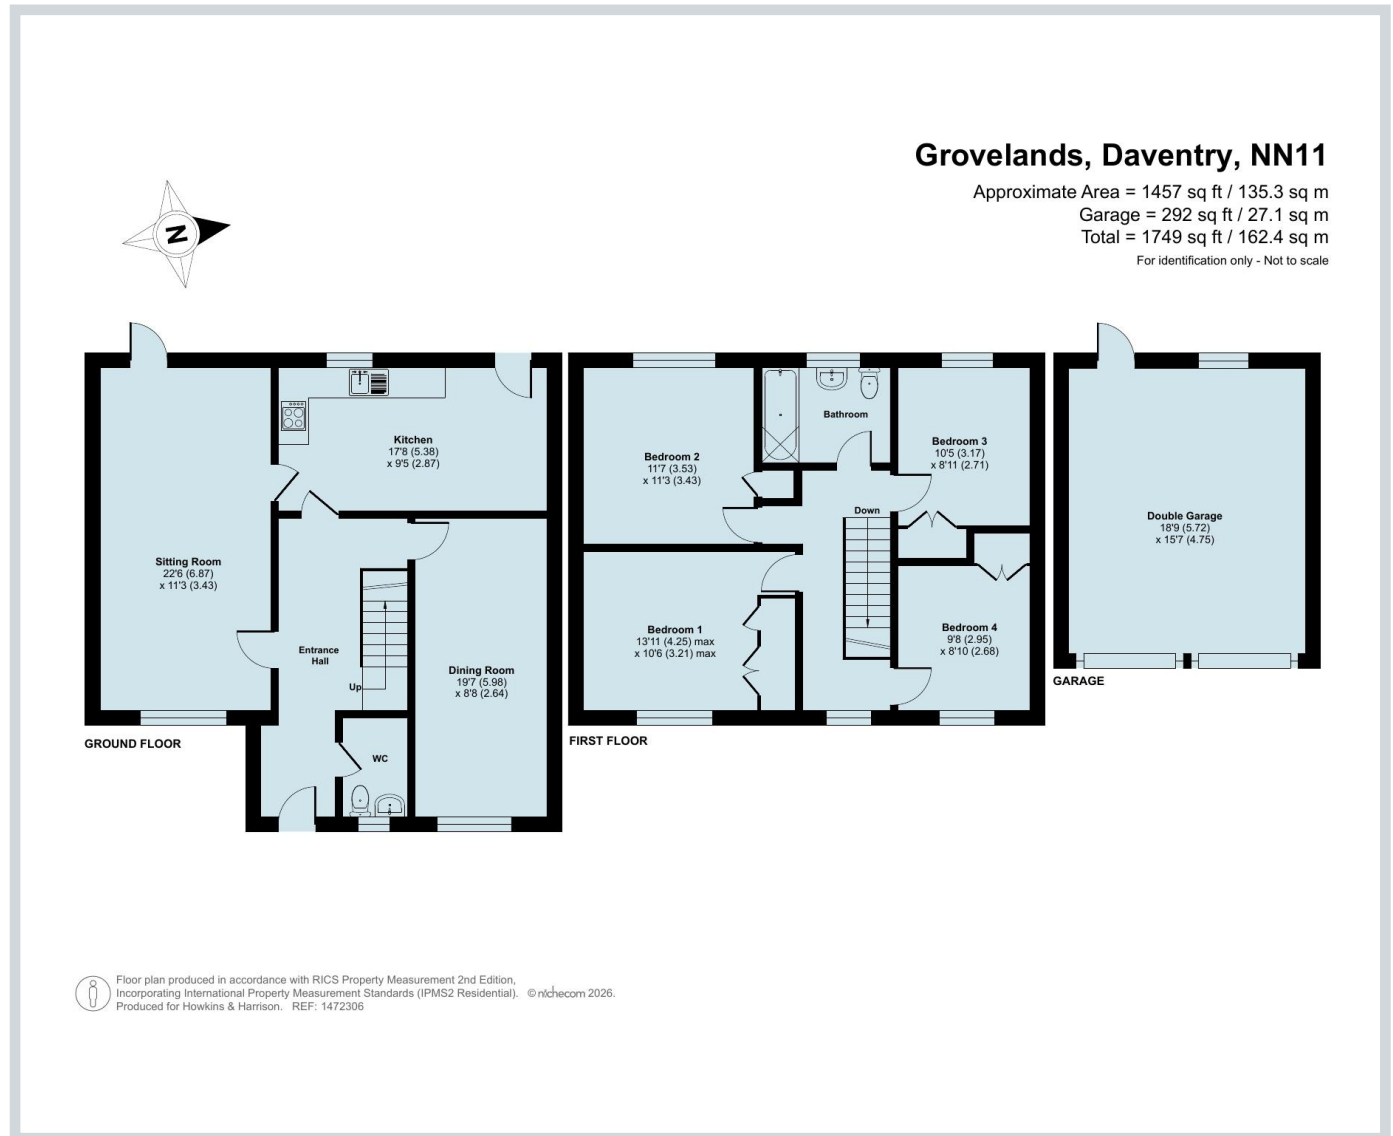 Grovelands, Daventry, NN11
Approximate Area = 1457 sq ft / 135.3 sq m
Garage = 292 sq ft / 27.1 sq m
Total = 1749 sq ft / 162.4 sq m
For identification only - Not to scale
N
Kitchen
17'8 (5.38)
x 9'5 (2.87)
Sitting Room
22'6 (6.87)
x 11'3 (3.43)
Entrance
Hall
Up
Dining Room
19'7 (5.98)
x 8'8 (2.64)
WC
GROUND FLOOR
Bedroom 2
11'7 (3.53)
x 11'3 (3.43)
Bathroom
Bedroom 3
10'5 (3.17)
x 8'11 (2.71)
Down
Bedroom 1
13'11 (4.25) max
x 10'6 (3.21) max
Bedroom 4
9'8 (2.95)
x 8'10 (2.68)
FIRST FLOOR
Double Garage
18'9 (5.72)
x 15'7 (4.75)
GARAGE
Floor plan produced in accordance with RICS Property Measurement 2nd Edition,
Incorporating International Property Measurement Standards (IPMS2 Residential). ©nichecom 2026.
Produced for Howkins & Harrison. REF: 1472306